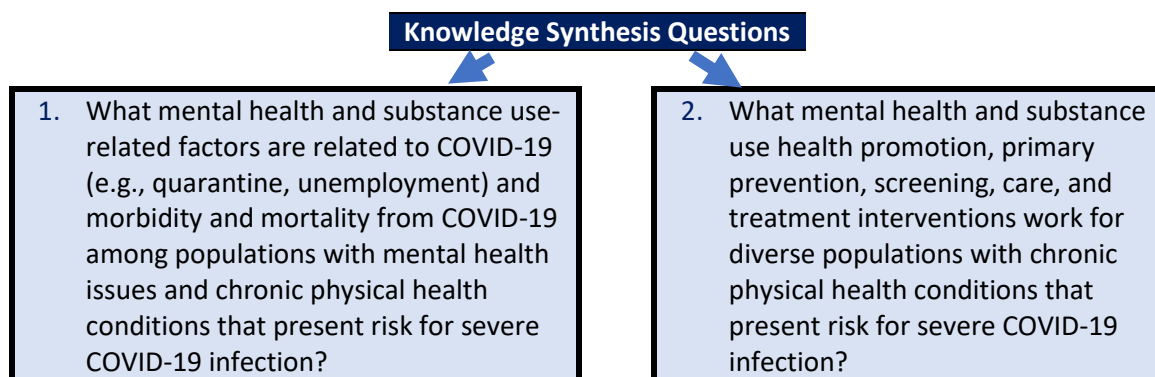 Knowledge Synthesis Questions
1. What mental health and substance use-
related factors are related to COVID-19
(e.g., quarantine, unemployment) and
morbidity and mortality from COVID-19
among populations with mental health
issues and chronic physical health
conditions that present risk for severe
COVID-19 infection?
2. What mental health and substance
use health promotion, primary
prevention, screening, care, and
treatment interventions work for
diverse populations with chronic
physical health conditions that
present risk for severe COVID-19
infection?